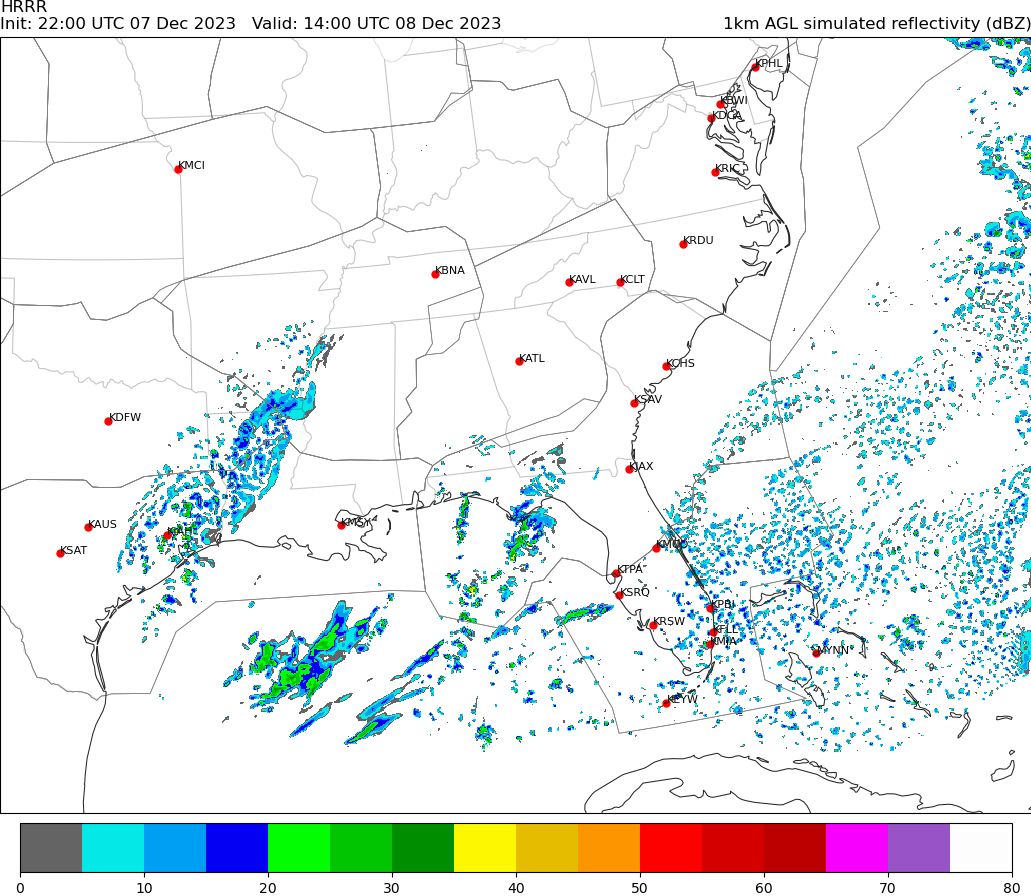 HRRR
Init: 22:00 UTC 07 Dec 2023   Valid: 14:00 UTC 08 Dec 2023   1km AGL simulated reflectivity (dBZ)
KPHL
KBWI
KDCA
KMCI
KRIC
KRDU
KBNA
KAVL KCLT
KATL
KCHS
KSAV
KDFW
KJAX
KAUS
KMSY
KIAH
KSAT
KMCO
KTPA
KSRQ
KPBI
KRSW
KFLL
KMIA
MYNN
KEYW
0 10 20 30 40 50 60 70 80